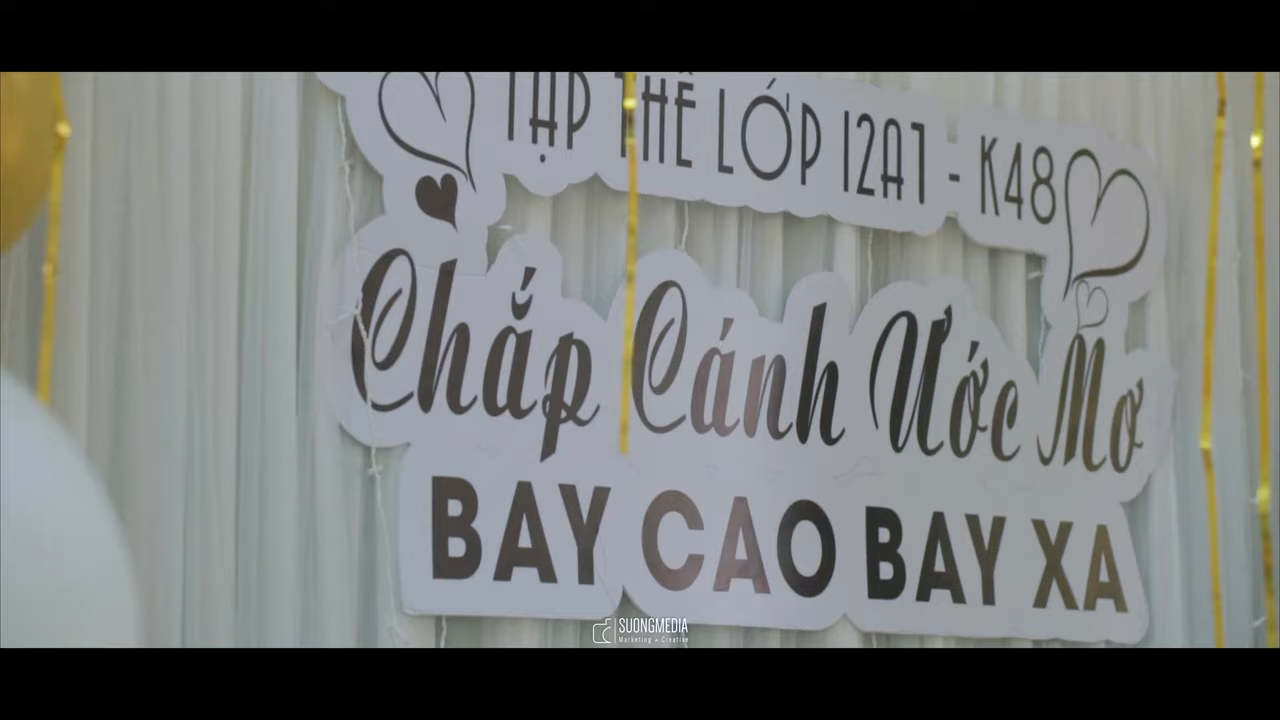 TẬP THỂ LỚP 12A1 - K48
Chắp Cánh Ước Mơ
BAY CAO BAY XA
SUONGMEDIA
Marketing + Creative